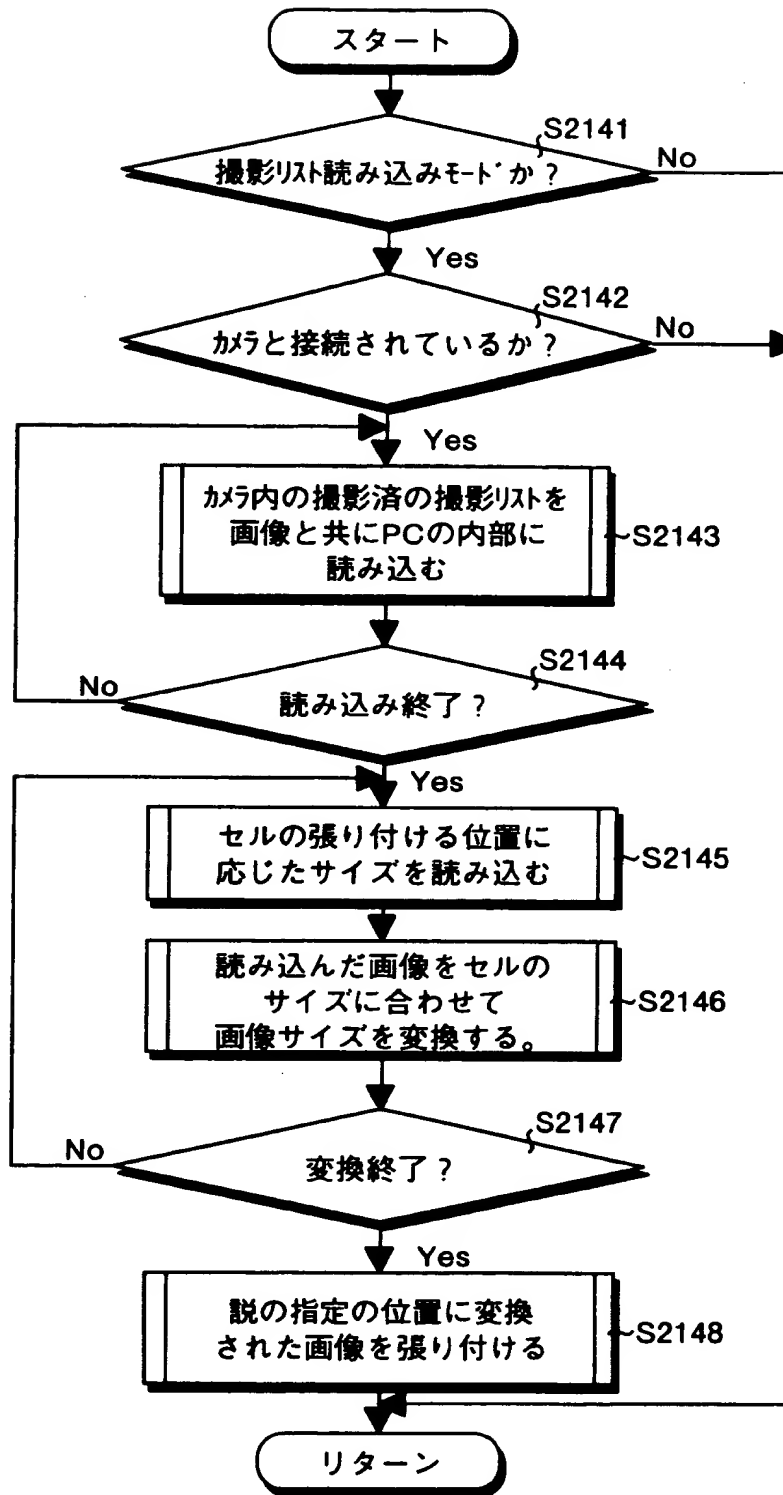 スタート
S2141
撮影リスト読み込みモードか?
No
Yes
S2142
カメラと接続されているか?
No
Yes
カメラ内の撮影済の撮影リストを
画像と共にPCの内部に
読み込む
S2143
S2144
No
読み込み終了?
Yes
セルの張り付ける位置に
応じたサイズを読み込む
S2145
読み込んだ画像をセルの
サイズに合わせて
画像サイズを変換する。
S2146
S2147
No
変換終了?
Yes
説の指定の位置に変換
された画像を張り付ける
S2148
リターン